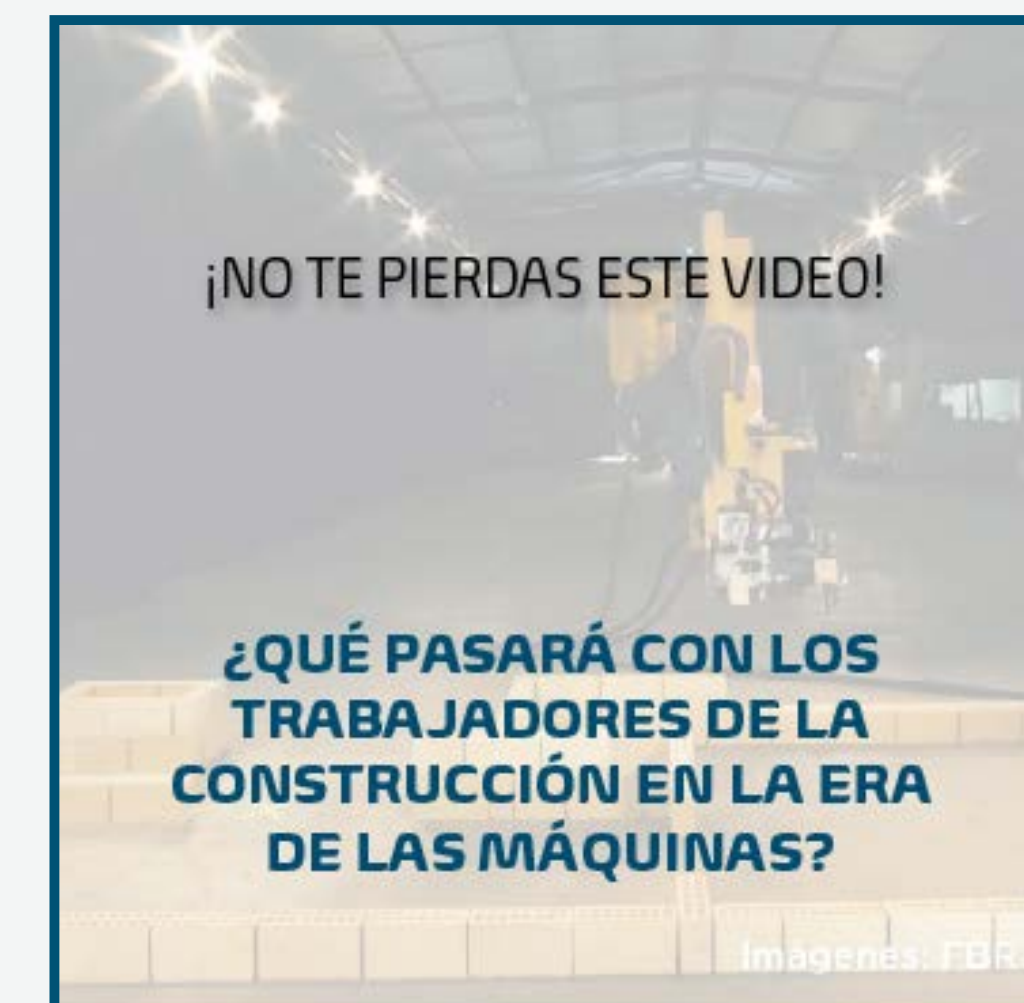 ¡NO TE PIERDAS ESTE VIDEO!
¿QUÉ PASARÁ CON LOS
TRABAJADORES DE LA
CONSTRUCCIÓN EN LA ERA
DE LAS MÁQUINAS?
Imagenes: FBR